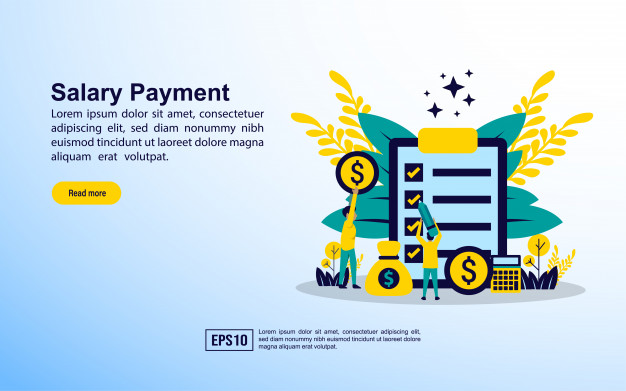 Salary Payment
Lorem ipsum dolor sit amet, consectetuer
adipiscing elit, sed diam nonummy nibh
euismod tincidunt ut laoreet dolore magna
aliquam erat volutpat.
Read more
$
$
$
EPS10
Lorem ipsum dolor sit amet, consectetuer adipiscing
elit, sed diam nonummy nibh euismod tincidunt ut
laoreet dolore magna aliquam erat volutpat.